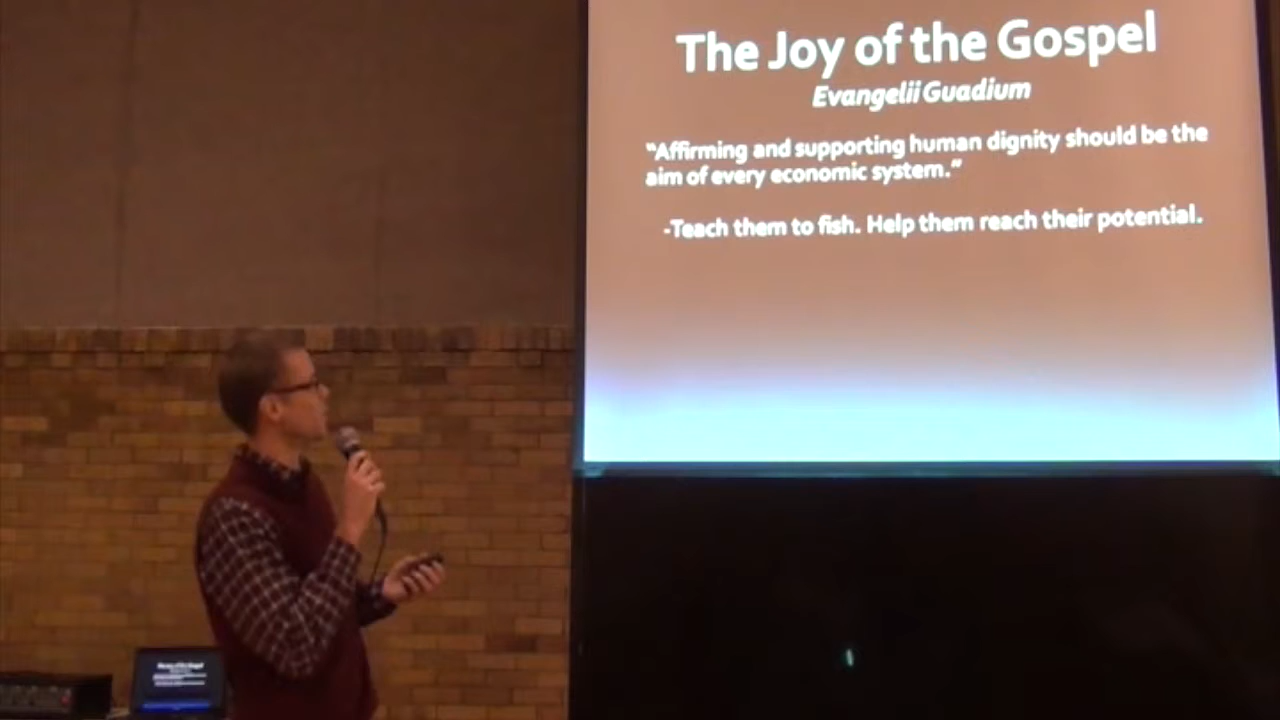 The Joy of the Gospel
Evangelii Guadium
“Affirming and supporting human dignity should be the
aim of every economic system.”
-Teach them to fish. Help them reach their potential.